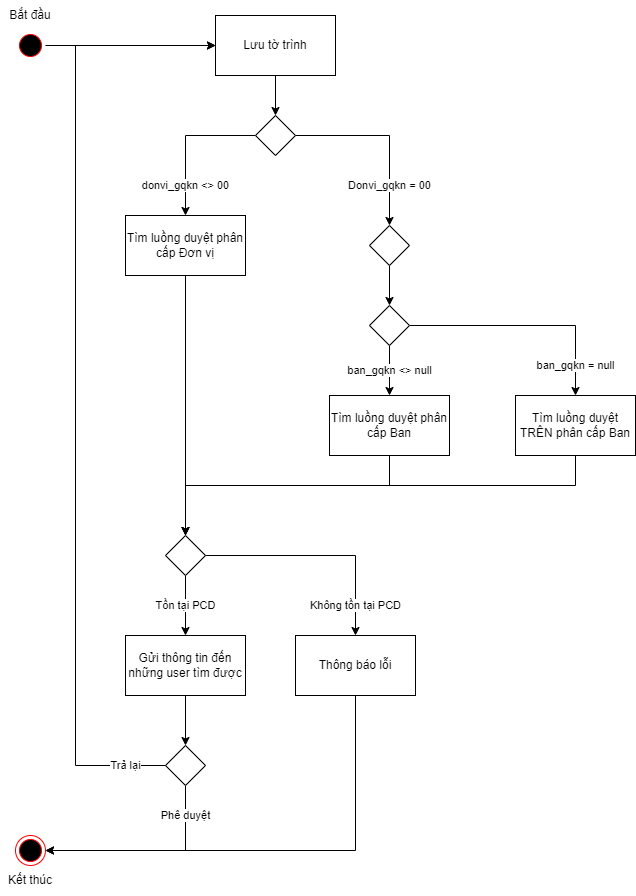 Bắt đầu
Lưu tờ trình
donvi_gqkn <> 00
Donvi_gqkn = 00
Tìm luồng duyệt phân
cấp Đơn vị
ban_gqkn <> null
ban_gqkn = null
Tìm luồng duyệt phân
cấp Ban
Tìm luồng duyệt
TRÊN phân cấp Ban
Tồn tại PCD
Không tồn tại PCD
Gửi thông tin đến
những user tìm được
Thông báo lỗi
Trả lại
Phê duyệt
Kết thúc